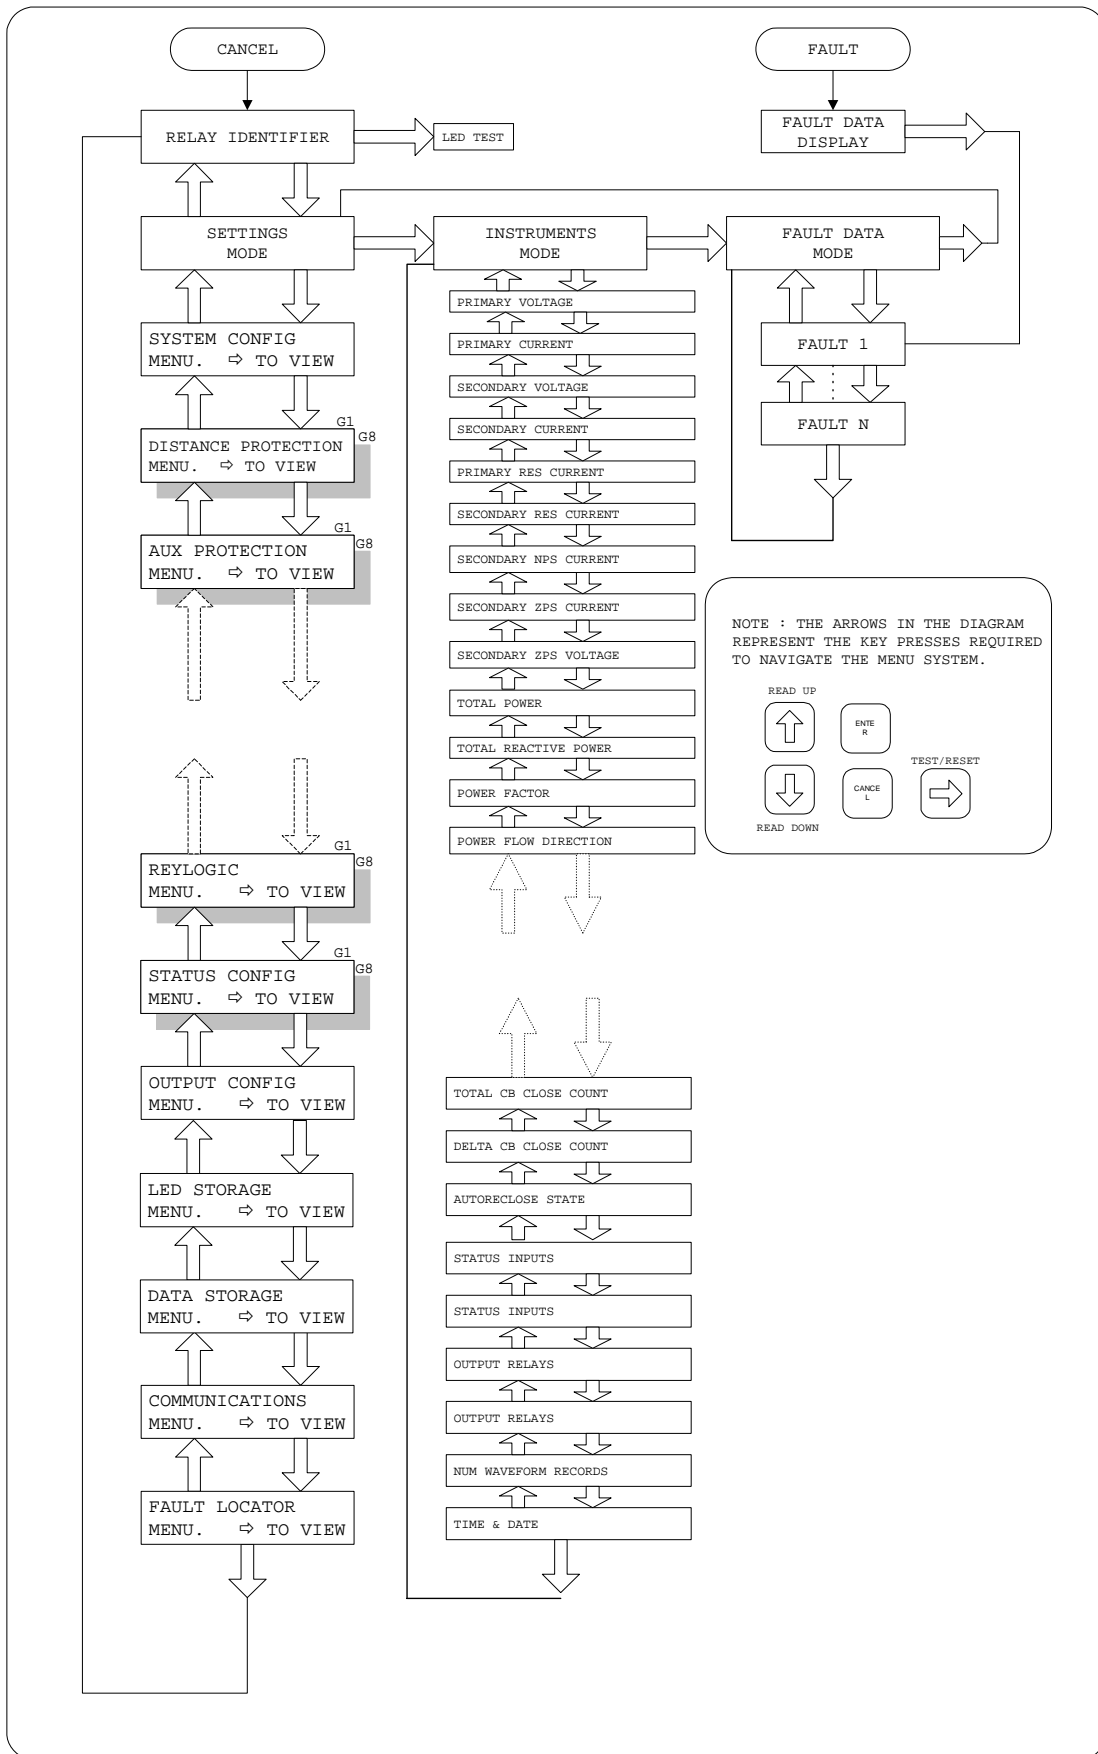 CANCEL
FAULT
RELAY IDENTIFIER
LED TEST
FAULT DATA
DISPLAY
SETTINGS
MODE
INSTRUMENTS
MODE
FAULT DATA
MODE
SYSTEM CONFIG
MENU. ⇨ TO VIEW
G1
G8
DISTANCE PROTECTION
MENU. ⇨ TO VIEW
G1
G8
AUX PROTECTION
MENU. ⇨ TO VIEW
G1
G8
REYLOGIC
MENU. ⇨ TO VIEW
G1
G8
STATUS CONFIG
MENU. ⇨ TO VIEW
OUTPUT CONFIG
MENU. ⇨ TO VIEW
LED STORAGE
MENU. ⇨ TO VIEW
DATA STORAGE
MENU. ⇨ TO VIEW
COMMUNICATIONS
MENU. ⇨ TO VIEW
FAULT LOCATOR
MENU. ⇨ TO VIEW
PRIMARY VOLTAGE
PRIMARY CURRENT
SECONDARY VOLTAGE
SECONDARY CURRENT
PRIMARY RES CURRENT
SECONDARY RES CURRENT
SECONDARY NPS CURRENT
SECONDARY ZPS CURRENT
SECONDARY ZPS VOLTAGE
TOTAL POWER
TOTAL REACTIVE POWER
POWER FACTOR
POWER FLOW DIRECTION
TOTAL CB CLOSE COUNT
DELTA CB CLOSE COUNT
AUTORECLOSE STATE
STATUS INPUTS
STATUS INPUTS
OUTPUT RELAYS
OUTPUT RELAYS
NUM WAVEFORM RECORDS
TIME & DATE
FAULT 1
FAULT N
NOTE : THE ARROWS IN THE DIAGRAM
REPRESENT THE KEY PRESSES REQUIRED
TO NAVIGATE THE MENU SYSTEM.
READ UP
ENTE
R
TEST/RESET
CANCE
L
READ DOWN